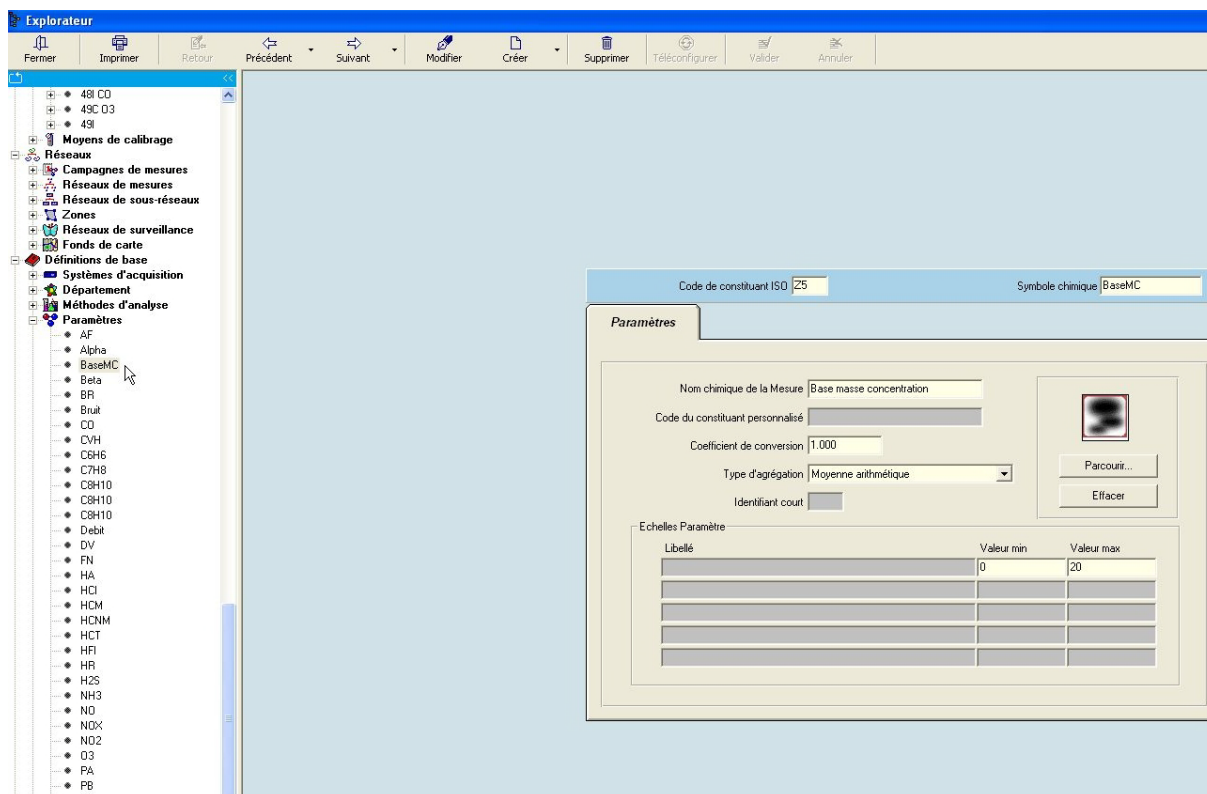 Explorateur
Fermer Imprimer Retour Précédent Suivant Modifier Créer Supprimer Téléconfigurer Valider Annuler
<<
48I CO
49C O3
49I
Moyens de calibrage
Réseaux
Campagnes de mesures
Réseaux de mesures
Réseaux de sous-réseaux
Zones
Réseaux de surveillance
Fonds de carte
Définitions de base
Systèmes d'acquisition
Département
Méthodes d'analyse
Paramètres
AF
Alpha
BaseMC
Beta
BR
Bruit
CO
CVH
C6H6
C7H8
C8H10
C8H10
C8H10
Debit
DV
FN
HA
HCl
HCM
HCNM
HCT
HFl
HR
H2S
NH3
NO
NOX
NO2
O3
PA
PB
Code de constituant ISO Z5 Symbole chimique BaseMC
Paramètres
Nom chimique de la Mesure Base masse concentration
Code du constituant personnalisé
Coefficient de conversion 1.000
Type d'agrégation Moyenne arithmétique
Identifiant court
Parcourir...
Effacer
Echelles Paramètre
Libellé Valeur min Valeur max
0 20